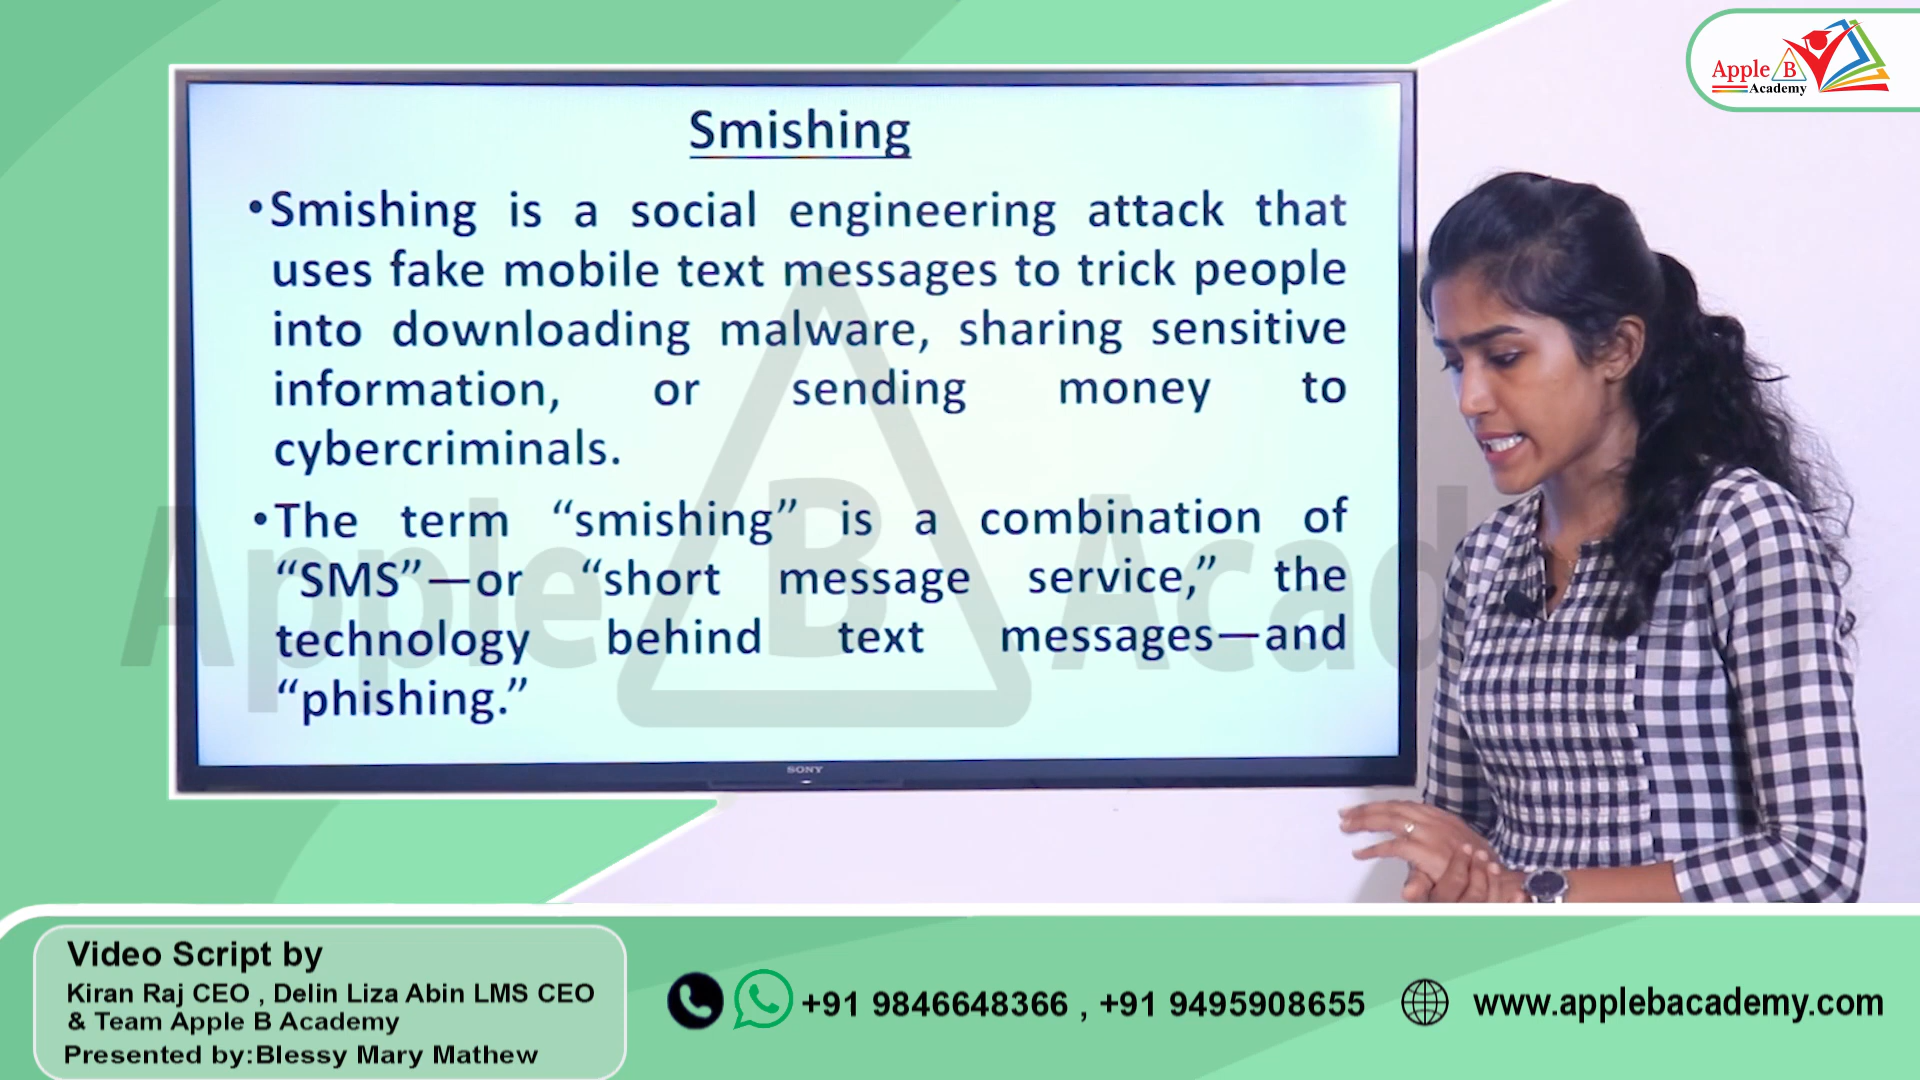 Apple B
Academy
Smishing
•Smishing is a social engineering attack that
uses fake mobile text messages to trick people
into downloading malware, sharing sensitive
information, or sending money to
cybercriminals.
•The term “smishing” is a combination of
“SMS”—or “short message service,” the
technology behind text messages—and
“phishing.”
Apple B Acad
SONY
Video Script by
Kiran Raj CEO , Delin Liza Abin LMS CEO
& Team Apple B Academy
Presented by:Blessy Mary Mathew
+91 9846648366 , +91 9495908655
www.applebacademy.com